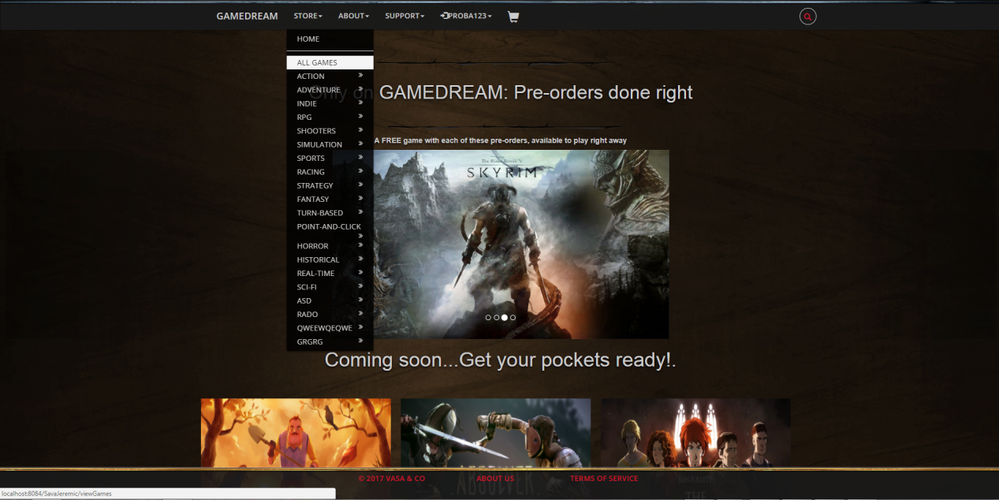 GAMEDREAM STORE ABOUT SUPPORT PROBA123
HOME
ALL GAMES
ACTION
ADVENTURE
INDIE
RPG
SHOOTERS
SIMULATION
SPORTS
RACING
STRATEGY
FANTASY
TURN-BASED
POINT-AND-CLICK
HORROR
HISTORICAL
REAL-TIME
SCI-FI
ASD
RADO
QWEEWQEQWE
GRGRG
Only on GAMEDREAM: Pre-orders done right
A FREE game with each of these pre-orders, available to play right away
The Elder Scrolls V
SKYRIM
Coming soon...Get your pockets ready!.
ABSOLVER
THE
© 2017 VASA & CO ABOUT US TERMS OF SERVICE
localhost:8084/SavaJeremic/viewGames